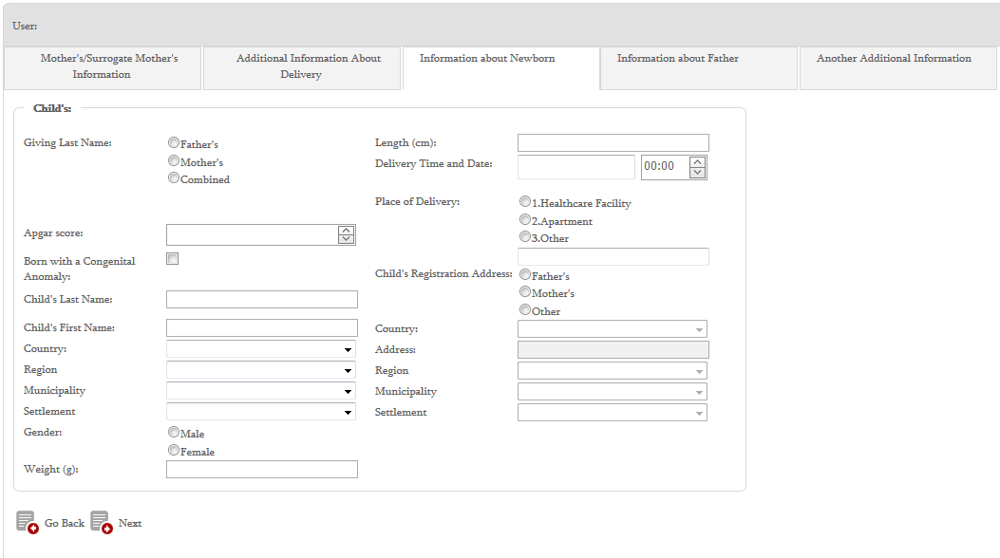 User:
Mother's/Surrogate Mother's
Information
Additional Information About
Delivery
Information about Newborn
Information about Father
Another Additional Information
Child's:
Giving Last Name:
Father's
Mother's
Combined
Apgar score:
Born with a Congenital
Anomaly:
Child's Last Name:
Child's First Name:
Country:
Region
Municipality
Settlement
Gender:
Male
Female
Weight (g):
Length (cm):
Delivery Time and Date:
00:00
Place of Delivery:
1.Healthcare Facility
2.Apartment
3.Other
Child's Registration Address:
Father's
Mother's
Other
Country:
Address:
Region
Municipality
Settlement
Go Back
Next